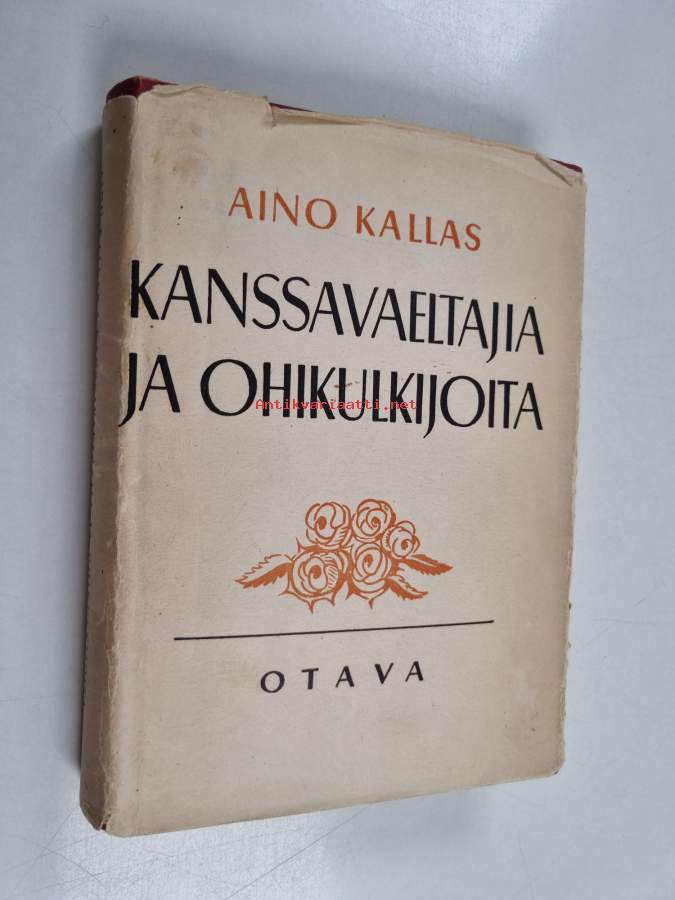 AINO KALLAS
KANSSAVAELTAJIA
JA OHIKULKIJOITA
Antikvariaatti.net
OTAVA